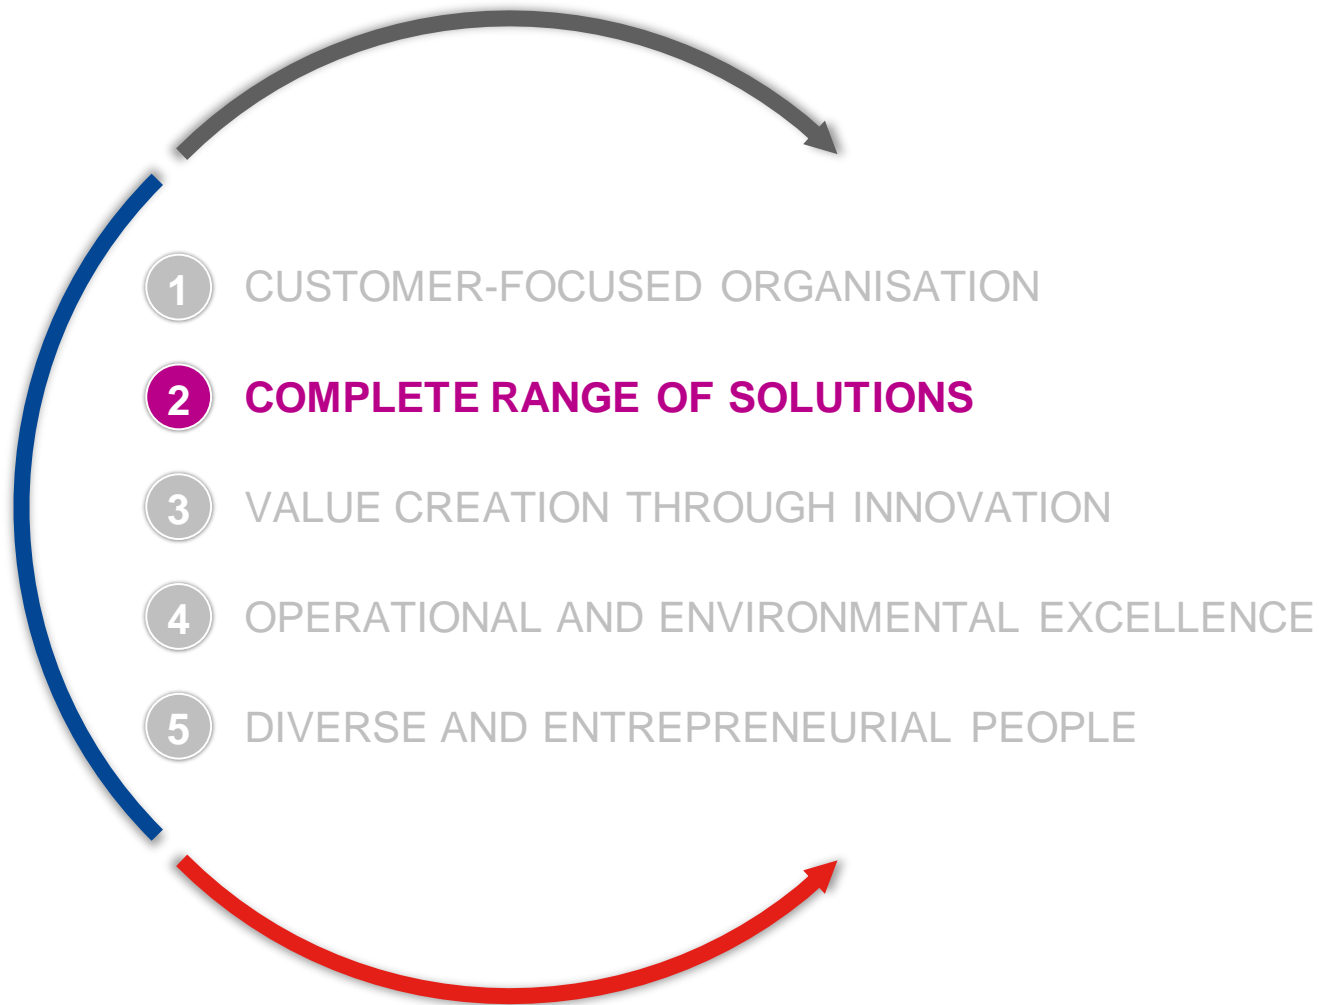 1 CUSTOMER-FOCUSED ORGANISATION
2 COMPLETE RANGE OF SOLUTIONS
3 VALUE CREATION THROUGH INNOVATION
4 OPERATIONAL AND ENVIRONMENTAL EXCELLENCE
5 DIVERSE AND ENTREPRENEURIAL PEOPLE